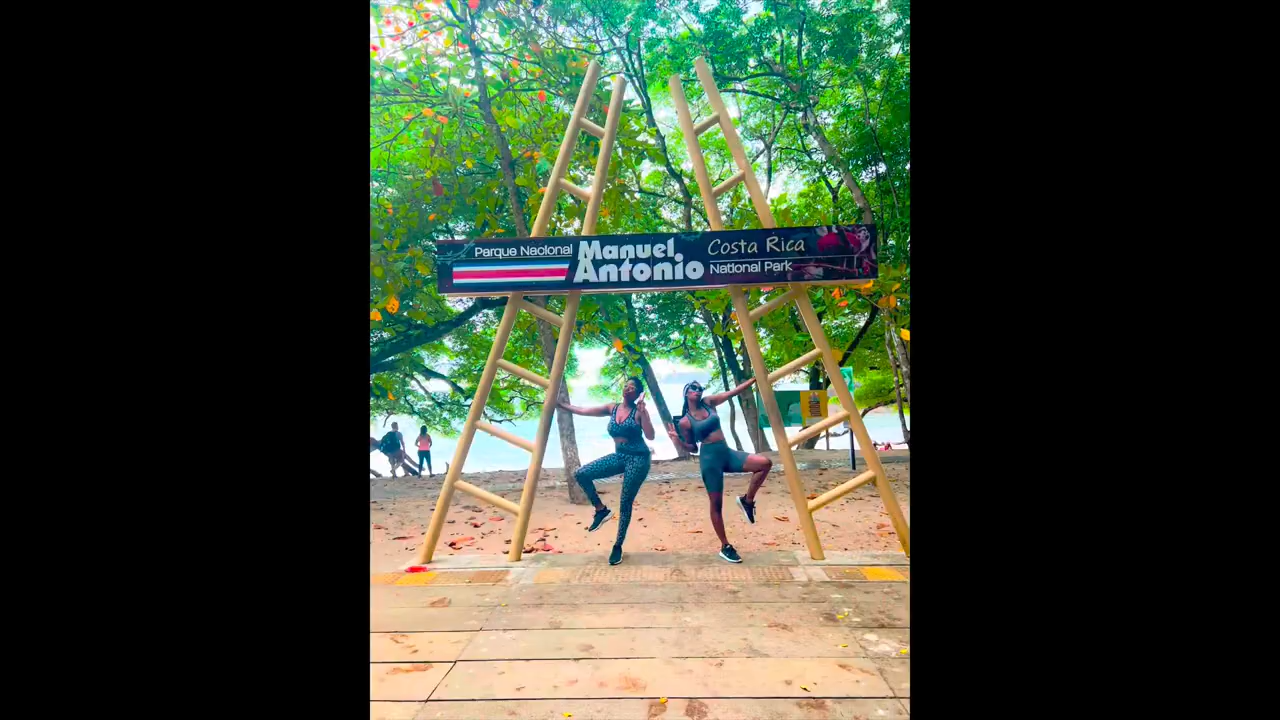 Parque Nacional
Manuel
Antonio
Costa Rica
National Park